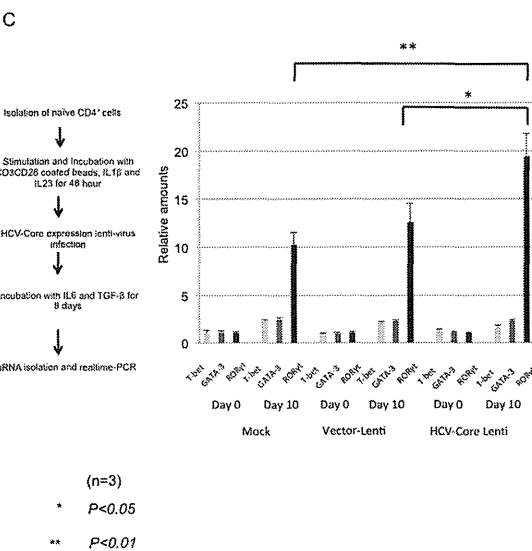 C
Isolation of naïve CD4⁺ cells
Stimulation and Incubation with
CD3CD28 coated beads, IL1β and
IL23 for 48 hour
HCV-Core expression lenti-virus
infection
ncubation with IL6 and TGF-β for
8 days
RNA isolation and realtime-PCR
**
*
Relative amounts
25
20
15
10
5
0
T-bet GATA-3 RORγt T-bet GATA-3 RORγt T-bet GATA-3 RORγt T-bet GATA-3 RORγt T-bet GATA-3 RORγt T-bet GATA-3 RORγt
Day 0 Day 10 Day 0 Day 10 Day 0 Day 10
Mock Vector-Lenti HCV-Core Lenti
(n=3)
* P<0.05
** P<0.01